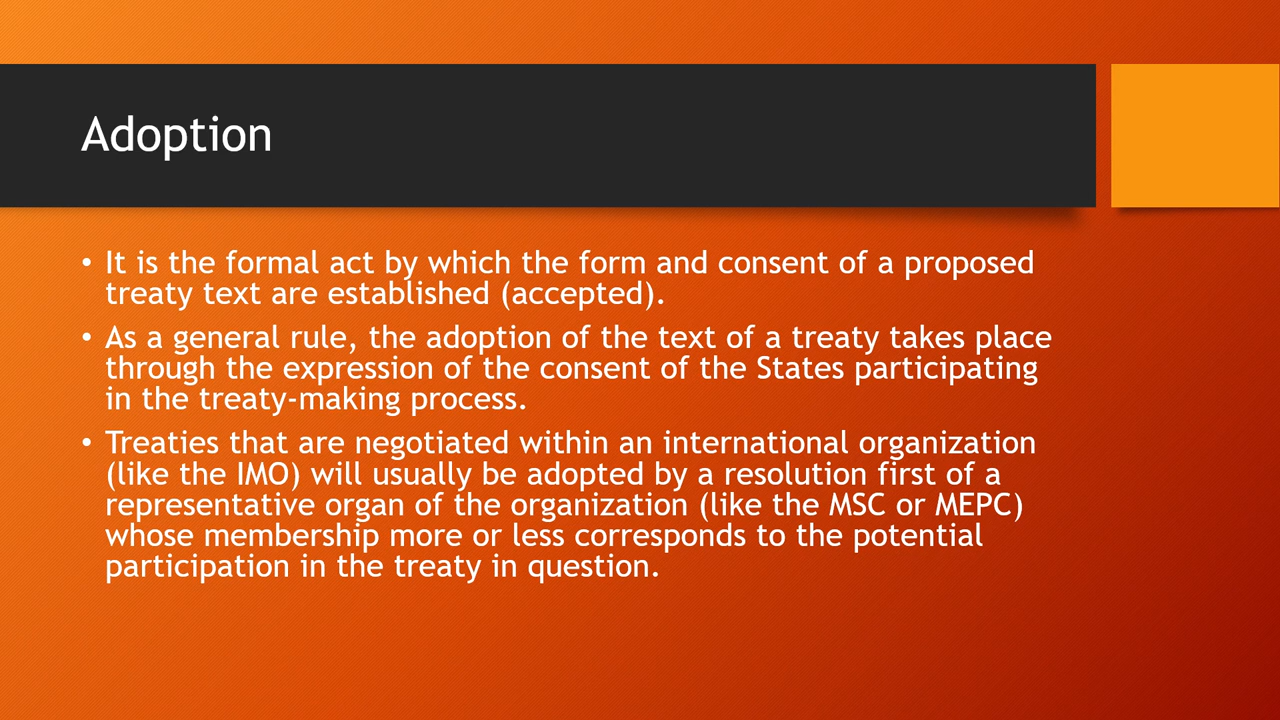 Adoption
• It is the formal act by which the form and consent of a proposed
treaty text are established (accepted).
• As a general rule, the adoption of the text of a treaty takes place
through the expression of the consent of the States participating
in the treaty-making process.
• Treaties that are negotiated within an international organization
(like the IMO) will usually be adopted by a resolution first of a
representative organ of the organization (like the MSC or MEPC)
whose membership more or less corresponds to the potential
participation in the treaty in question.